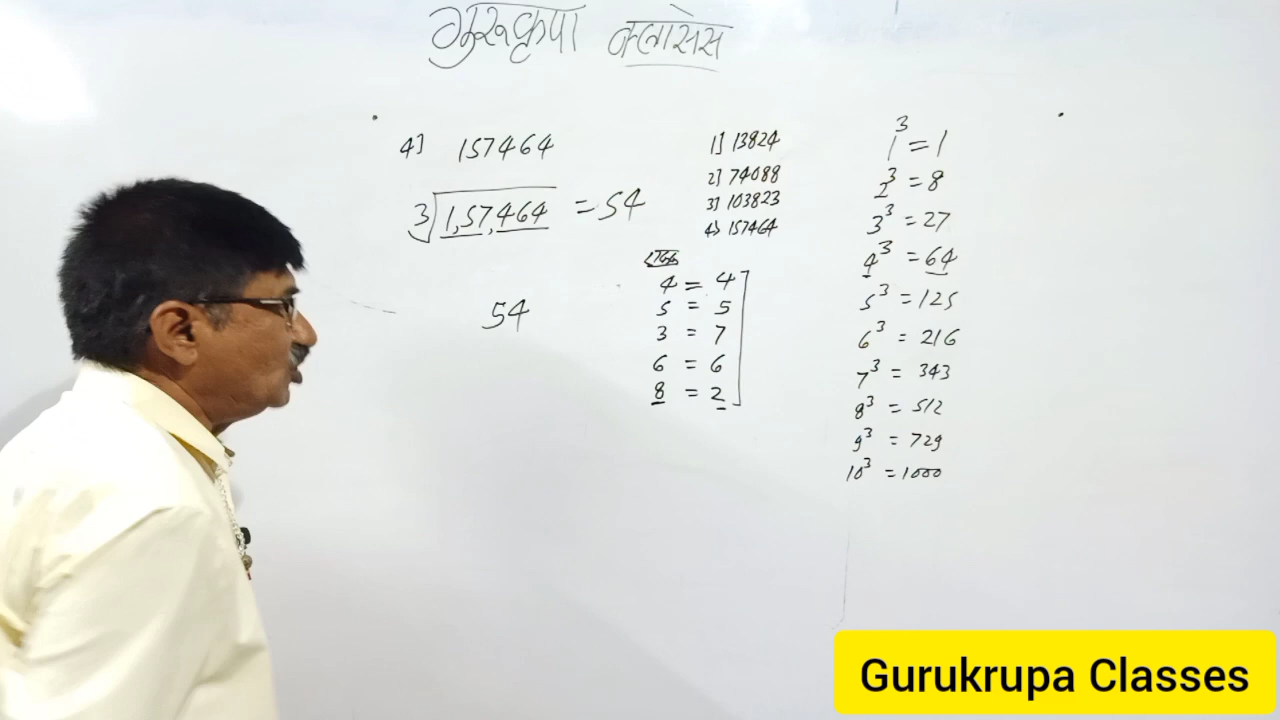 गुरुकृपा क्लासेस
4] 157464
∛1,57,464 = 54
54
1] 13824
2] 74088
3] 103823
4) 157464
4 = 4
5 = 5
3 = 7
6 = 6
8 = 2
1³ = 1
2³ = 8
3³ = 27
4³ = 64
5³ = 125
6³ = 216
7³ = 343
8³ = 512
9³ = 729
10³ = 1000
Gurukrupa Classes